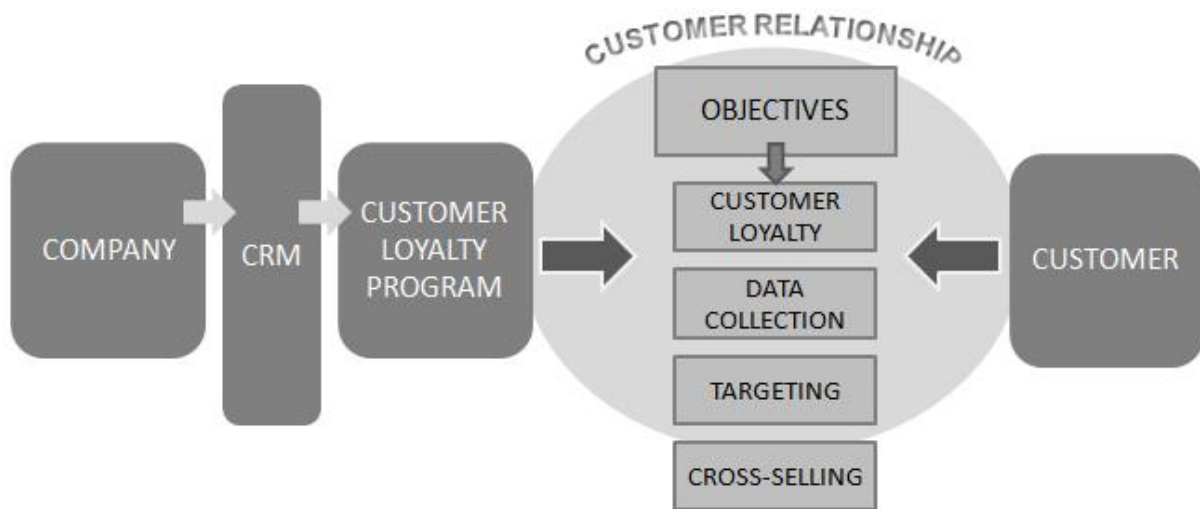 CUSTOMER RELATIONSHIP
OBJECTIVES
COMPANY
CRM
CUSTOMER
LOYALTY
PROGRAM
CUSTOMER
LOYALTY
DATA
COLLECTION
TARGETING
CROSS-SELLING
CUSTOMER